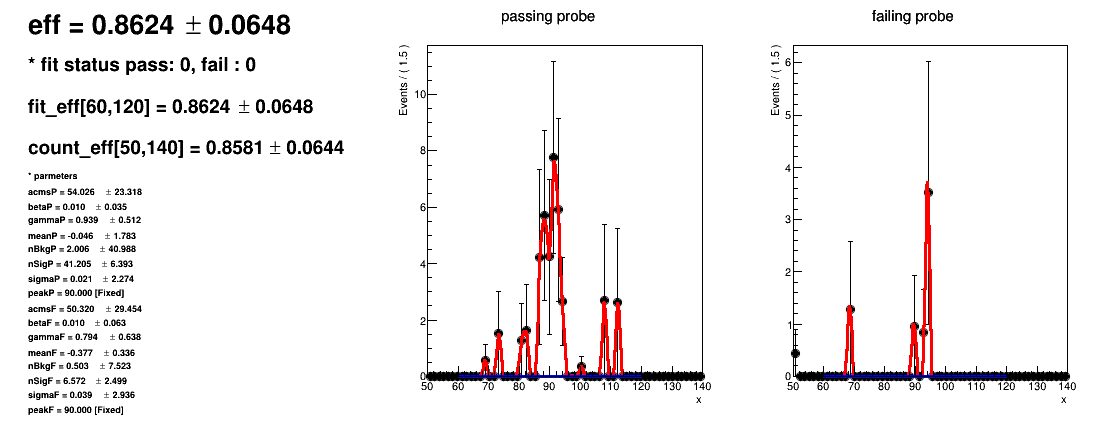 eff = 0.8624 ± 0.0648
* fit status pass: 0, fail : 0
fit_eff[60,120] = 0.8624 ± 0.0648
count_eff[50,140] = 0.8581 ± 0.0644
* parmeters
acmsP = 54.026 ± 23.318
betaP = 0.010 ± 0.035
gammaP = 0.939 ± 0.512
meanP = -0.046 ± 1.783
nBkgP = 2.006 ± 40.988
nSigP = 41.205 ± 6.393
sigmaP = 0.021 ± 2.274
peakP = 90.000 [Fixed]
acmsF = 50.320 ± 29.454
betaF = 0.010 ± 0.063
gammaF = 0.794 ± 0.638
meanF = -0.377 ± 0.336
nBkgF = 0.503 ± 7.523
nSigF = 6.572 ± 2.499
sigmaF = 0.039 ± 2.936
peakF = 90.000 [Fixed]
passing probe
Events / ( 1.5 )
10
8
6
4
2
0
50 60 70 80 90 100 110 120 130 140
x
failing probe
Events / ( 1.5 )
6
5
4
3
2
1
0
50 60 70 80 90 100 110 120 130 140
x